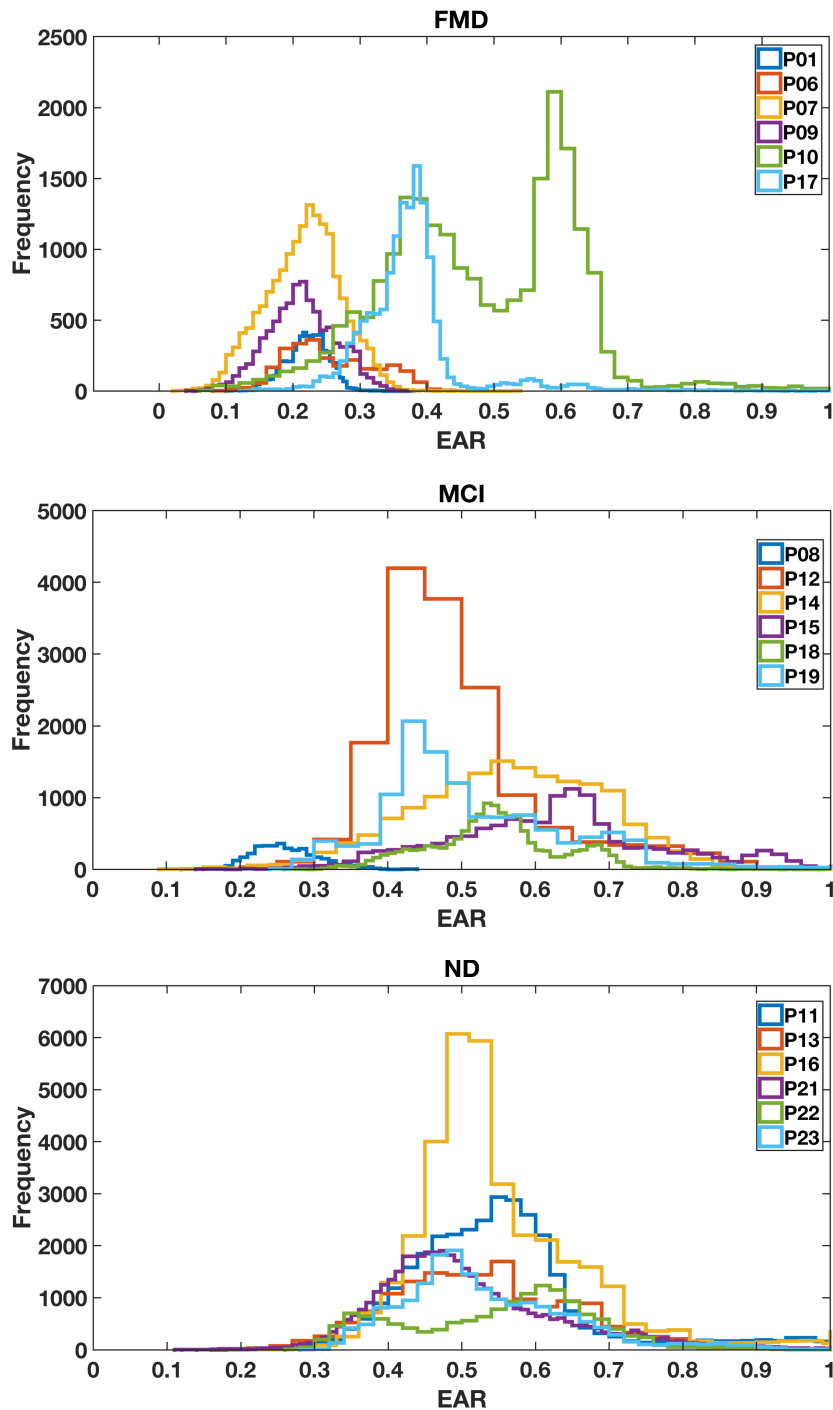 FMD
2500
2000
1500
1000
500
0
Frequency
P01
P06
P07
P09
P10
P17
0 0.1 0.2 0.3 0.4 0.5 0.6 0.7 0.8 0.9 1
EAR
MCI
5000
4000
3000
2000
1000
0
Frequency
P08
P12
P14
P15
P18
P19
0 0.1 0.2 0.3 0.4 0.5 0.6 0.7 0.8 0.9 1
EAR
ND
7000
6000
5000
4000
3000
2000
1000
0
Frequency
P11
P13
P16
P21
P22
P23
0 0.1 0.2 0.3 0.4 0.5 0.6 0.7 0.8 0.9 1
EAR